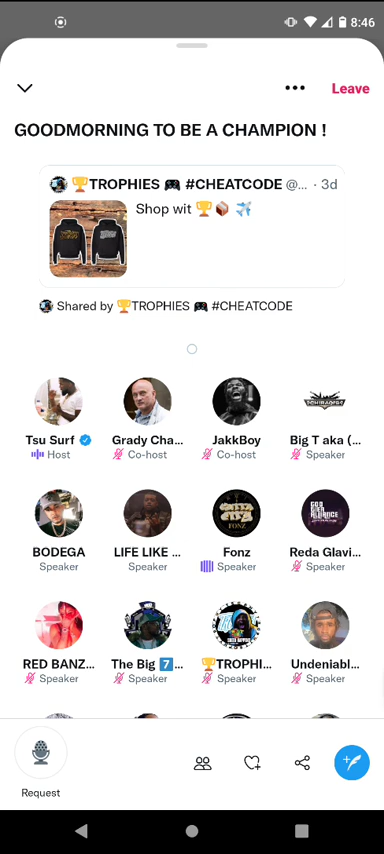 8:46
Leave
GOODMORNING TO BE A CHAMPION !
🏆TROPHIES 🎮 #CHEATCODE @... · 3d
Shop wit 🏆📦 ✈️
Shared by 🏆TROPHIES 🎮 #CHEATCODE
Tsu Surf Grady Cha... JakkBoy Big T aka (...
Host Co-host Co-host Speaker
BODEGA LIFE LIKE ... Fonz Reda Glavi...
Speaker Speaker Speaker Speaker
RED BANZ... The Big 7️⃣... 🏆TROPHI... Undeniabl...
Speaker Speaker Speaker Speaker
Request